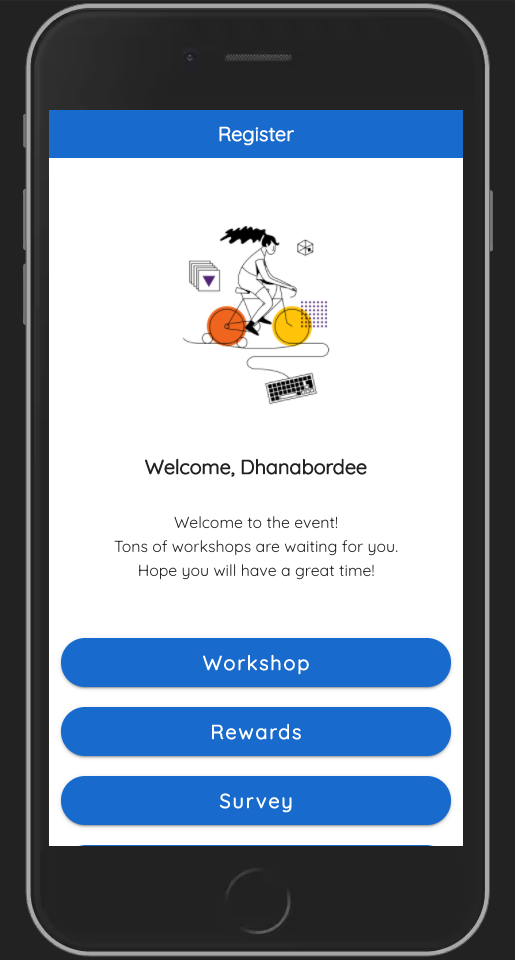 Register
Welcome, Dhanabordee
Welcome to the event!
Tons of workshops are waiting for you.
Hope you will have a great time!
Workshop
Rewards
Survey